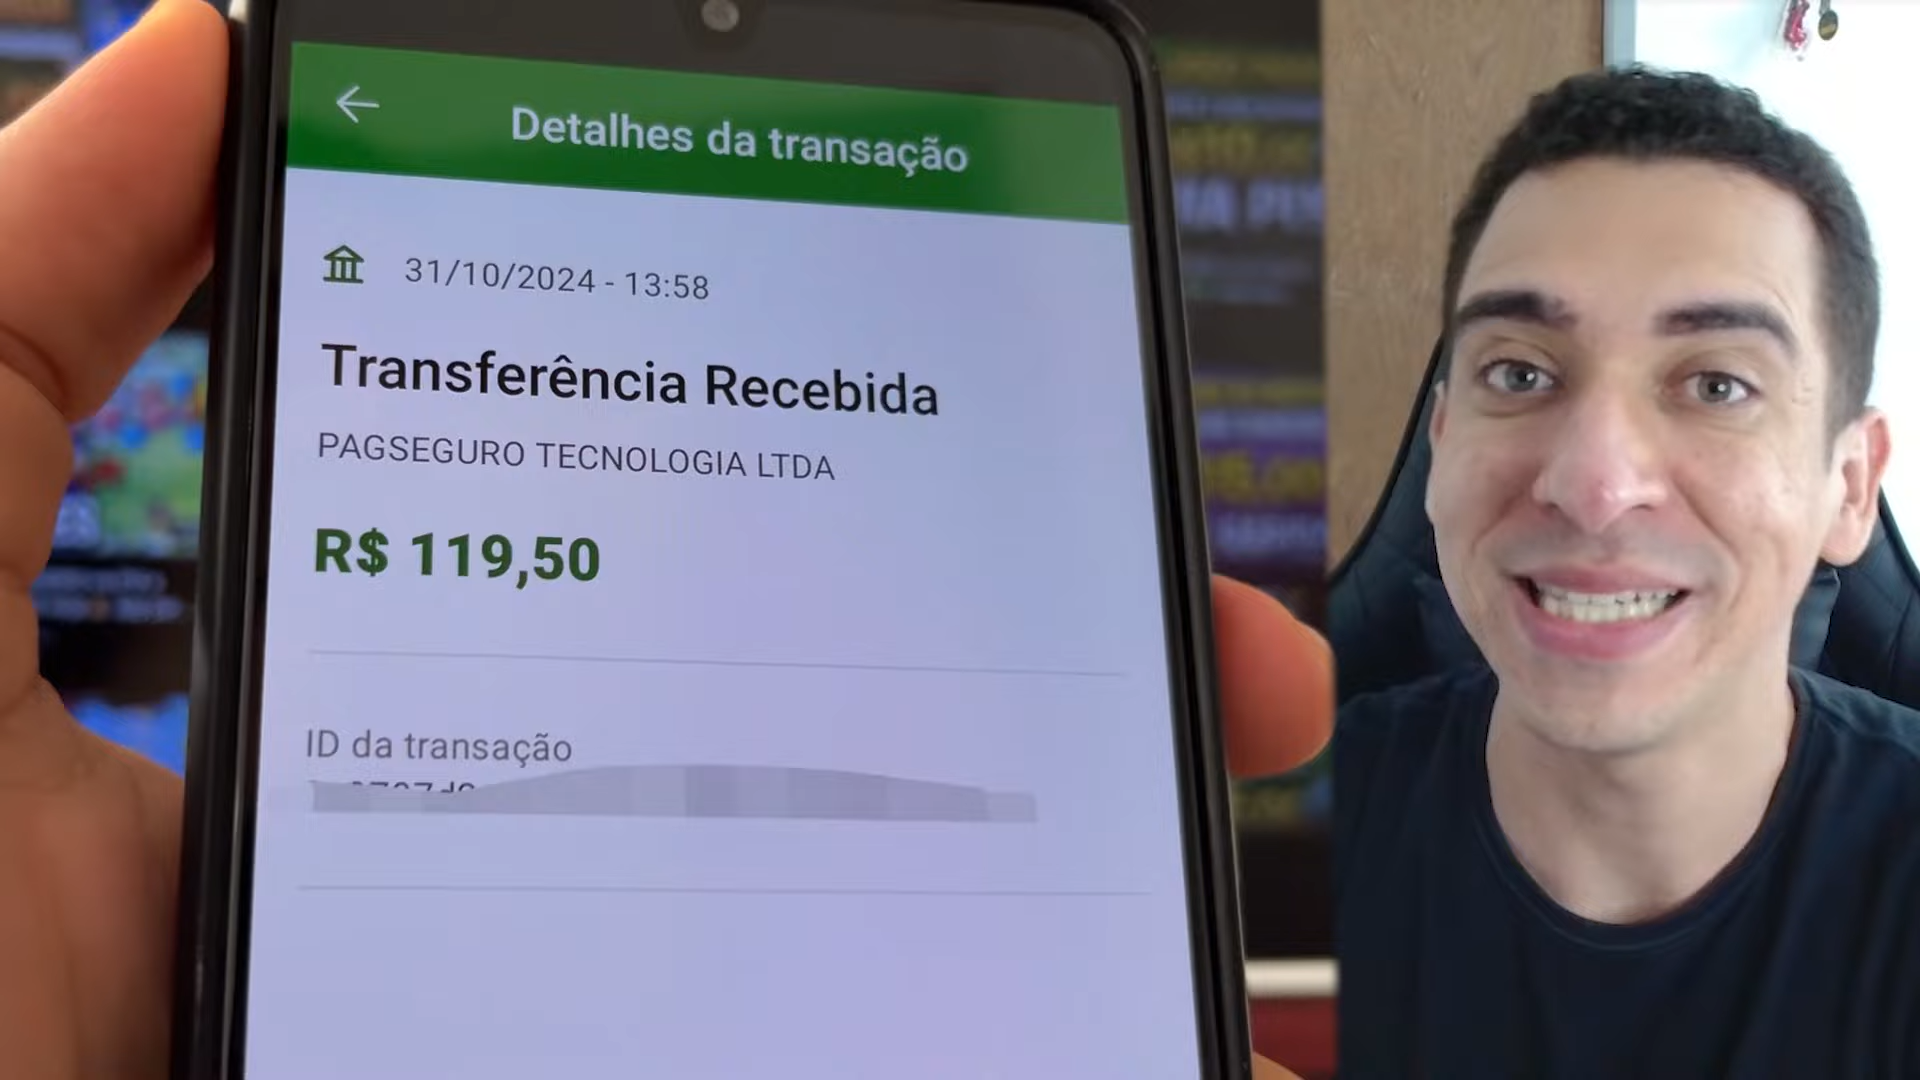 Detalhes da transação
31/10/2024 - 13:58
Transferência Recebida
PAGSEGURO TECNOLOGIA LTDA
R$ 119,50
ID da transação